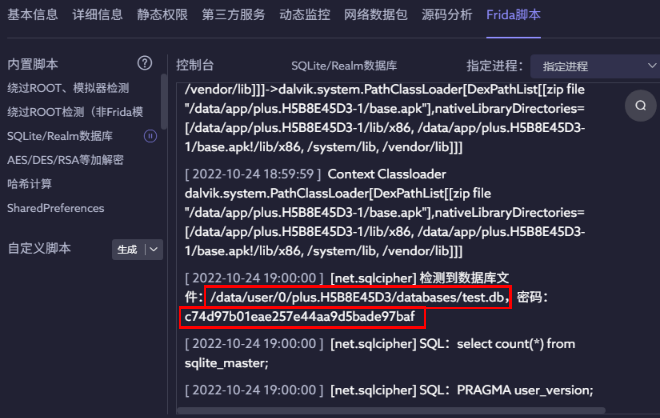 基本信息 详细信息 静态权限 第三方服务 动态监控 网络数据包 源码分析 Frida脚本
内置脚本
绕过ROOT、模拟器检测
绕过ROOT检测（非Frida模
SQLite/Realm数据库
AES/DES/RSA等加解密
哈希计算
SharedPreferences
自定义脚本 生成
控制台 SQLite/Realm数据库 指定进程： 指定进程
/vendor/lib]]]->dalvik.system.PathClassLoader[DexPathList[[zip file
"/data/app/plus.H5B8E45D3-1/base.apk"],nativeLibraryDirectories=
[/data/app/plus.H5B8E45D3-1/lib/x86, /data/app/plus.H5B8E45D3-
1/base.apk!/lib/x86, /system/lib, /vendor/lib]]]
[ 2022-10-24 18:59:59 ] Context Classloader
dalvik.system.PathClassLoader[DexPathList[[zip file
"/data/app/plus.H5B8E45D3-1/base.apk"],nativeLibraryDirectories=
[/data/app/plus.H5B8E45D3-1/lib/x86, /data/app/plus.H5B8E45D3-
1/base.apk!/lib/x86, /system/lib, /vendor/lib]]]
[ 2022-10-24 19:00:00 ] [net.sqlcipher] 检测到数据库文
件：/data/user/0/plus.H5B8E45D3/databases/test.db，密码：
c74d97b01eae257e44aa9d5bade97baf
[ 2022-10-24 19:00:00 ] [net.sqlcipher] SQL：select count(*) from
sqlite_master;
[ 2022-10-24 19:00:00 ] [net.sqlcipher] SQL：PRAGMA user_version;